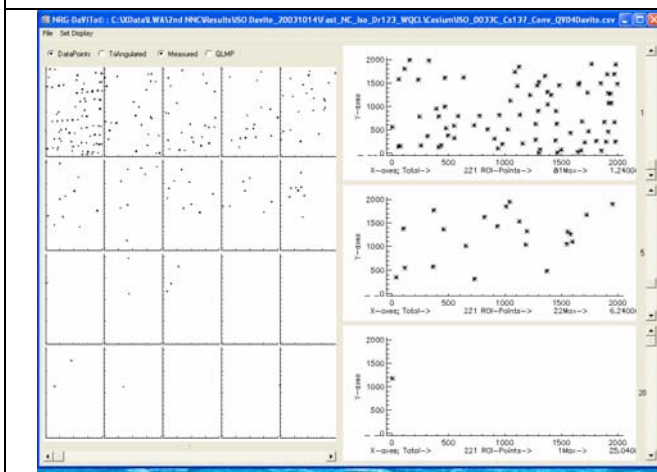 NRG-DaViTo© : C:\XData\LWA\2nd NNC\Results\ISO Davito_20031014\Fast_NC_Iso_Dr123_WQCL\Cesium\ISO_0033C_Cs137_Conv_QV04Davito.csv
File Set Display
DataPoints TriAngulated Measured QLMP
2000
1500
1000
500
0
Y-axes
0 500 1000 1500 2000
X-axes; Total-> 221 ROI-Points-> 81Max-> 1.2400
1
2000
1500
1000
500
0
Y-axes
0 500 1000 1500 2000
X-axes; Total-> 221 ROI-Points-> 22Max-> 6.2400
5
2000
1500
1000
500
0
Y-axes
0 500 1000 1500 2000
X-axes; Total-> 221 ROI-Points-> 1Max-> 25.040
20